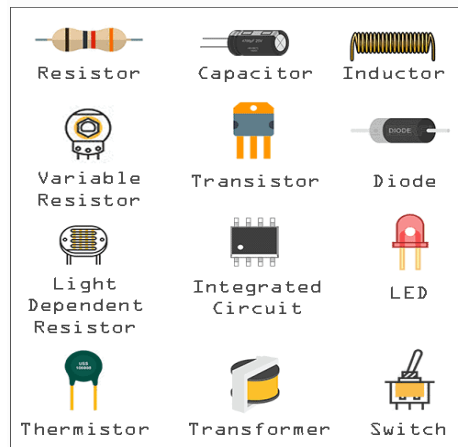 Resistor
Capacitor
Inductor
DIODE
Variable
Resistor
Transistor
Diode
Light
Dependent
Resistor
Integrated
Circuit
LED
Thermistor
Transformer
Switch